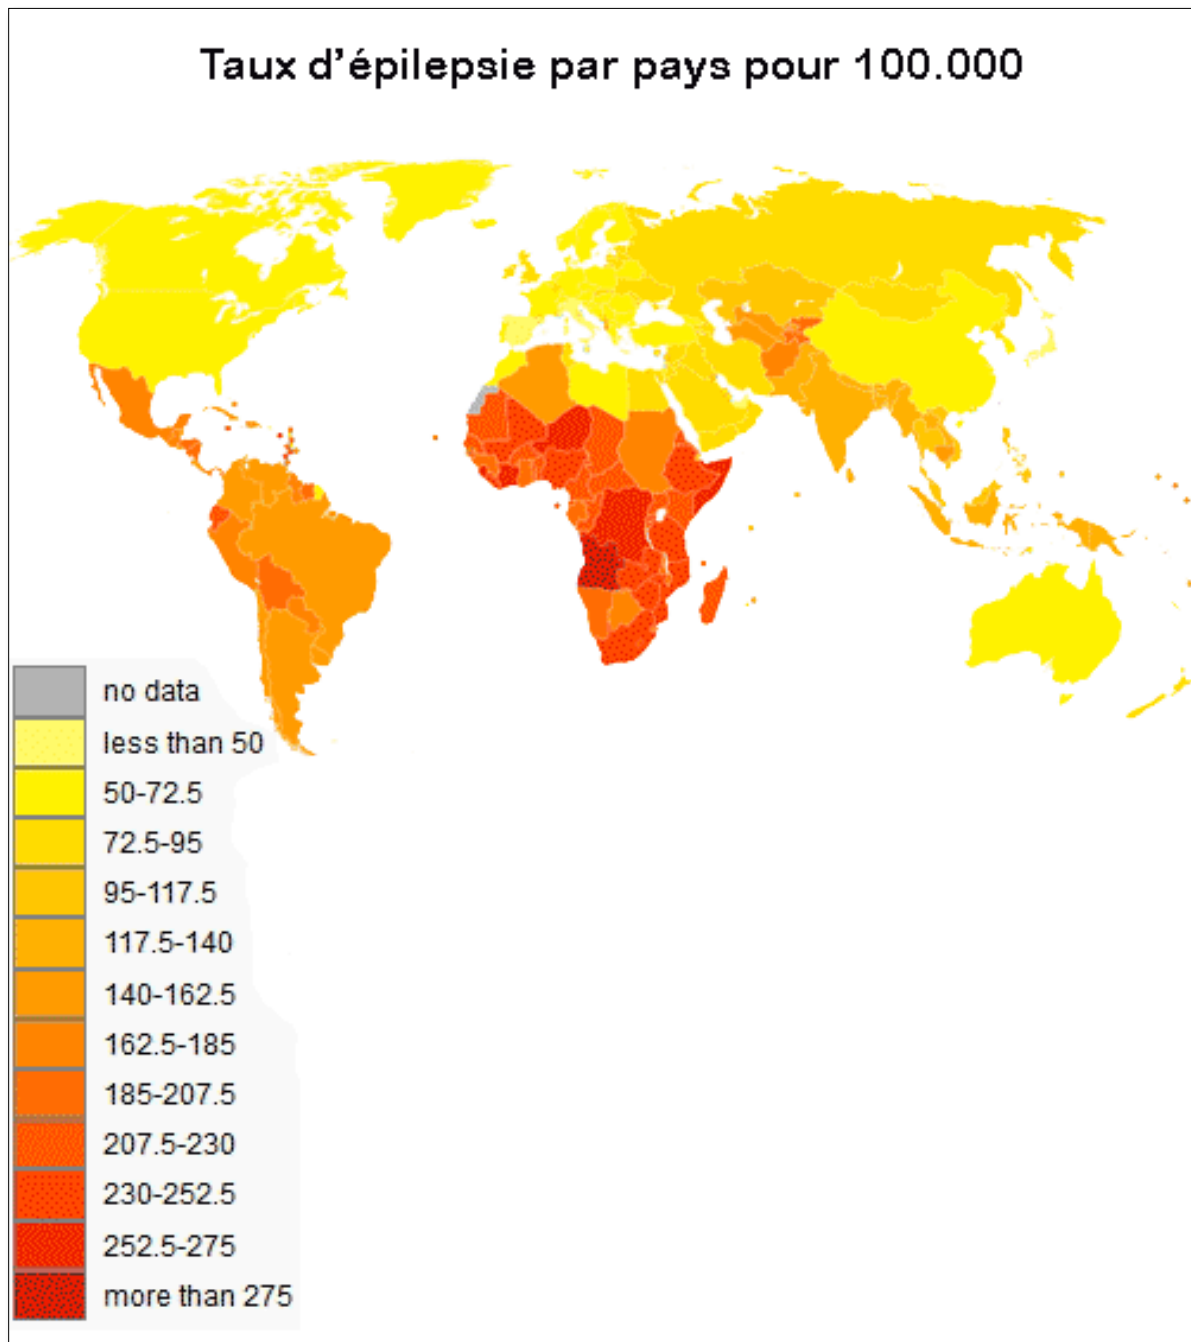 Taux d'épilepsie par pays pour 100.000
no data
less than 50
50-72.5
72.5-95
95-117.5
117.5-140
140-162.5
162.5-185
185-207.5
207.5-230
230-252.5
252.5-275
more than 275